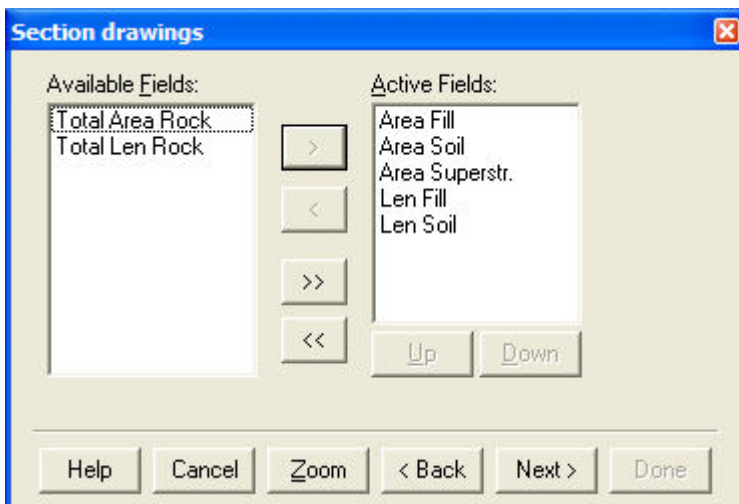 Section drawings
Available Fields:
Total Area Rock
Total Len Rock
>
<
>>
<<
Active Fields:
Area Fill
Area Soil
Area Superstr.
Len Fill
Len Soil
Up Down
Help Cancel Zoom < Back Next > Done